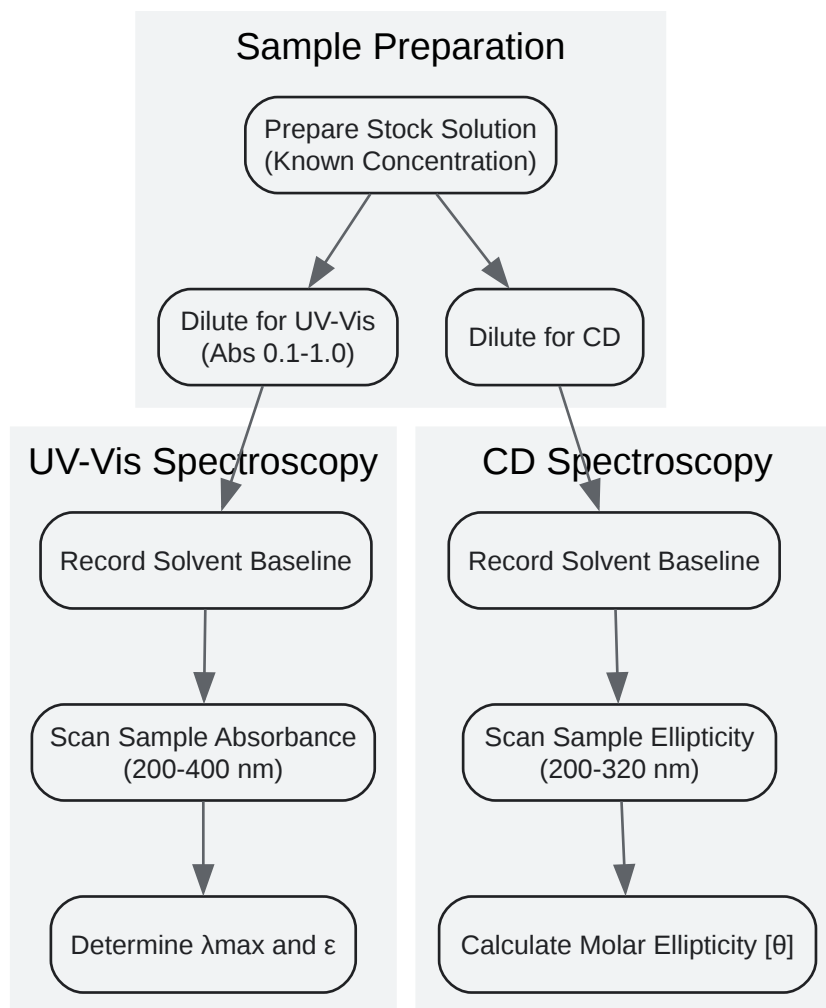 Sample Preparation
Prepare Stock Solution
(Known Concentration)
Dilute for UV-Vis
(Abs 0.1-1.0)
Dilute for CD
UV-Vis Spectroscopy
Record Solvent Baseline
Scan Sample Absorbance
(200-400 nm)
Determine λmax and ε
CD Spectroscopy
Record Solvent Baseline
Scan Sample Ellipticity
(200-320 nm)
Calculate Molar Ellipticity [θ]